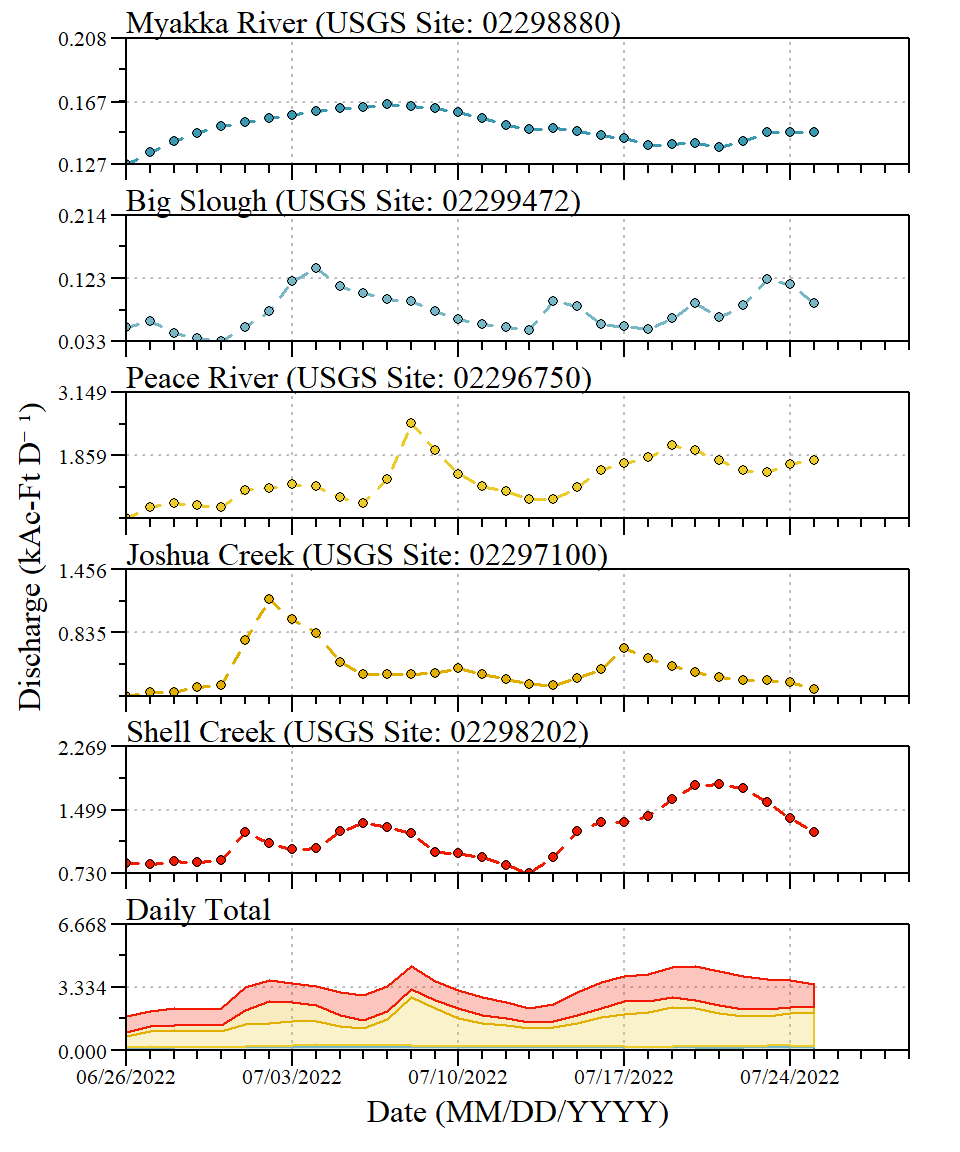 Myakka River (USGS Site: 02298880)
0.208
0.167
0.127
Big Slough (USGS Site: 02299472)
0.214
0.123
0.033
Peace River (USGS Site: 02296750)
3.149
1.859
Joshua Creek (USGS Site: 02297100)
1.456
0.835
Shell Creek (USGS Site: 02298202)
2.269
1.499
0.730
Daily Total
6.668
3.334
0.000
Discharge (kAc-Ft D⁻¹)
06/26/2022 07/03/2022 07/10/2022 07/17/2022 07/24/2022
Date (MM/DD/YYYY)